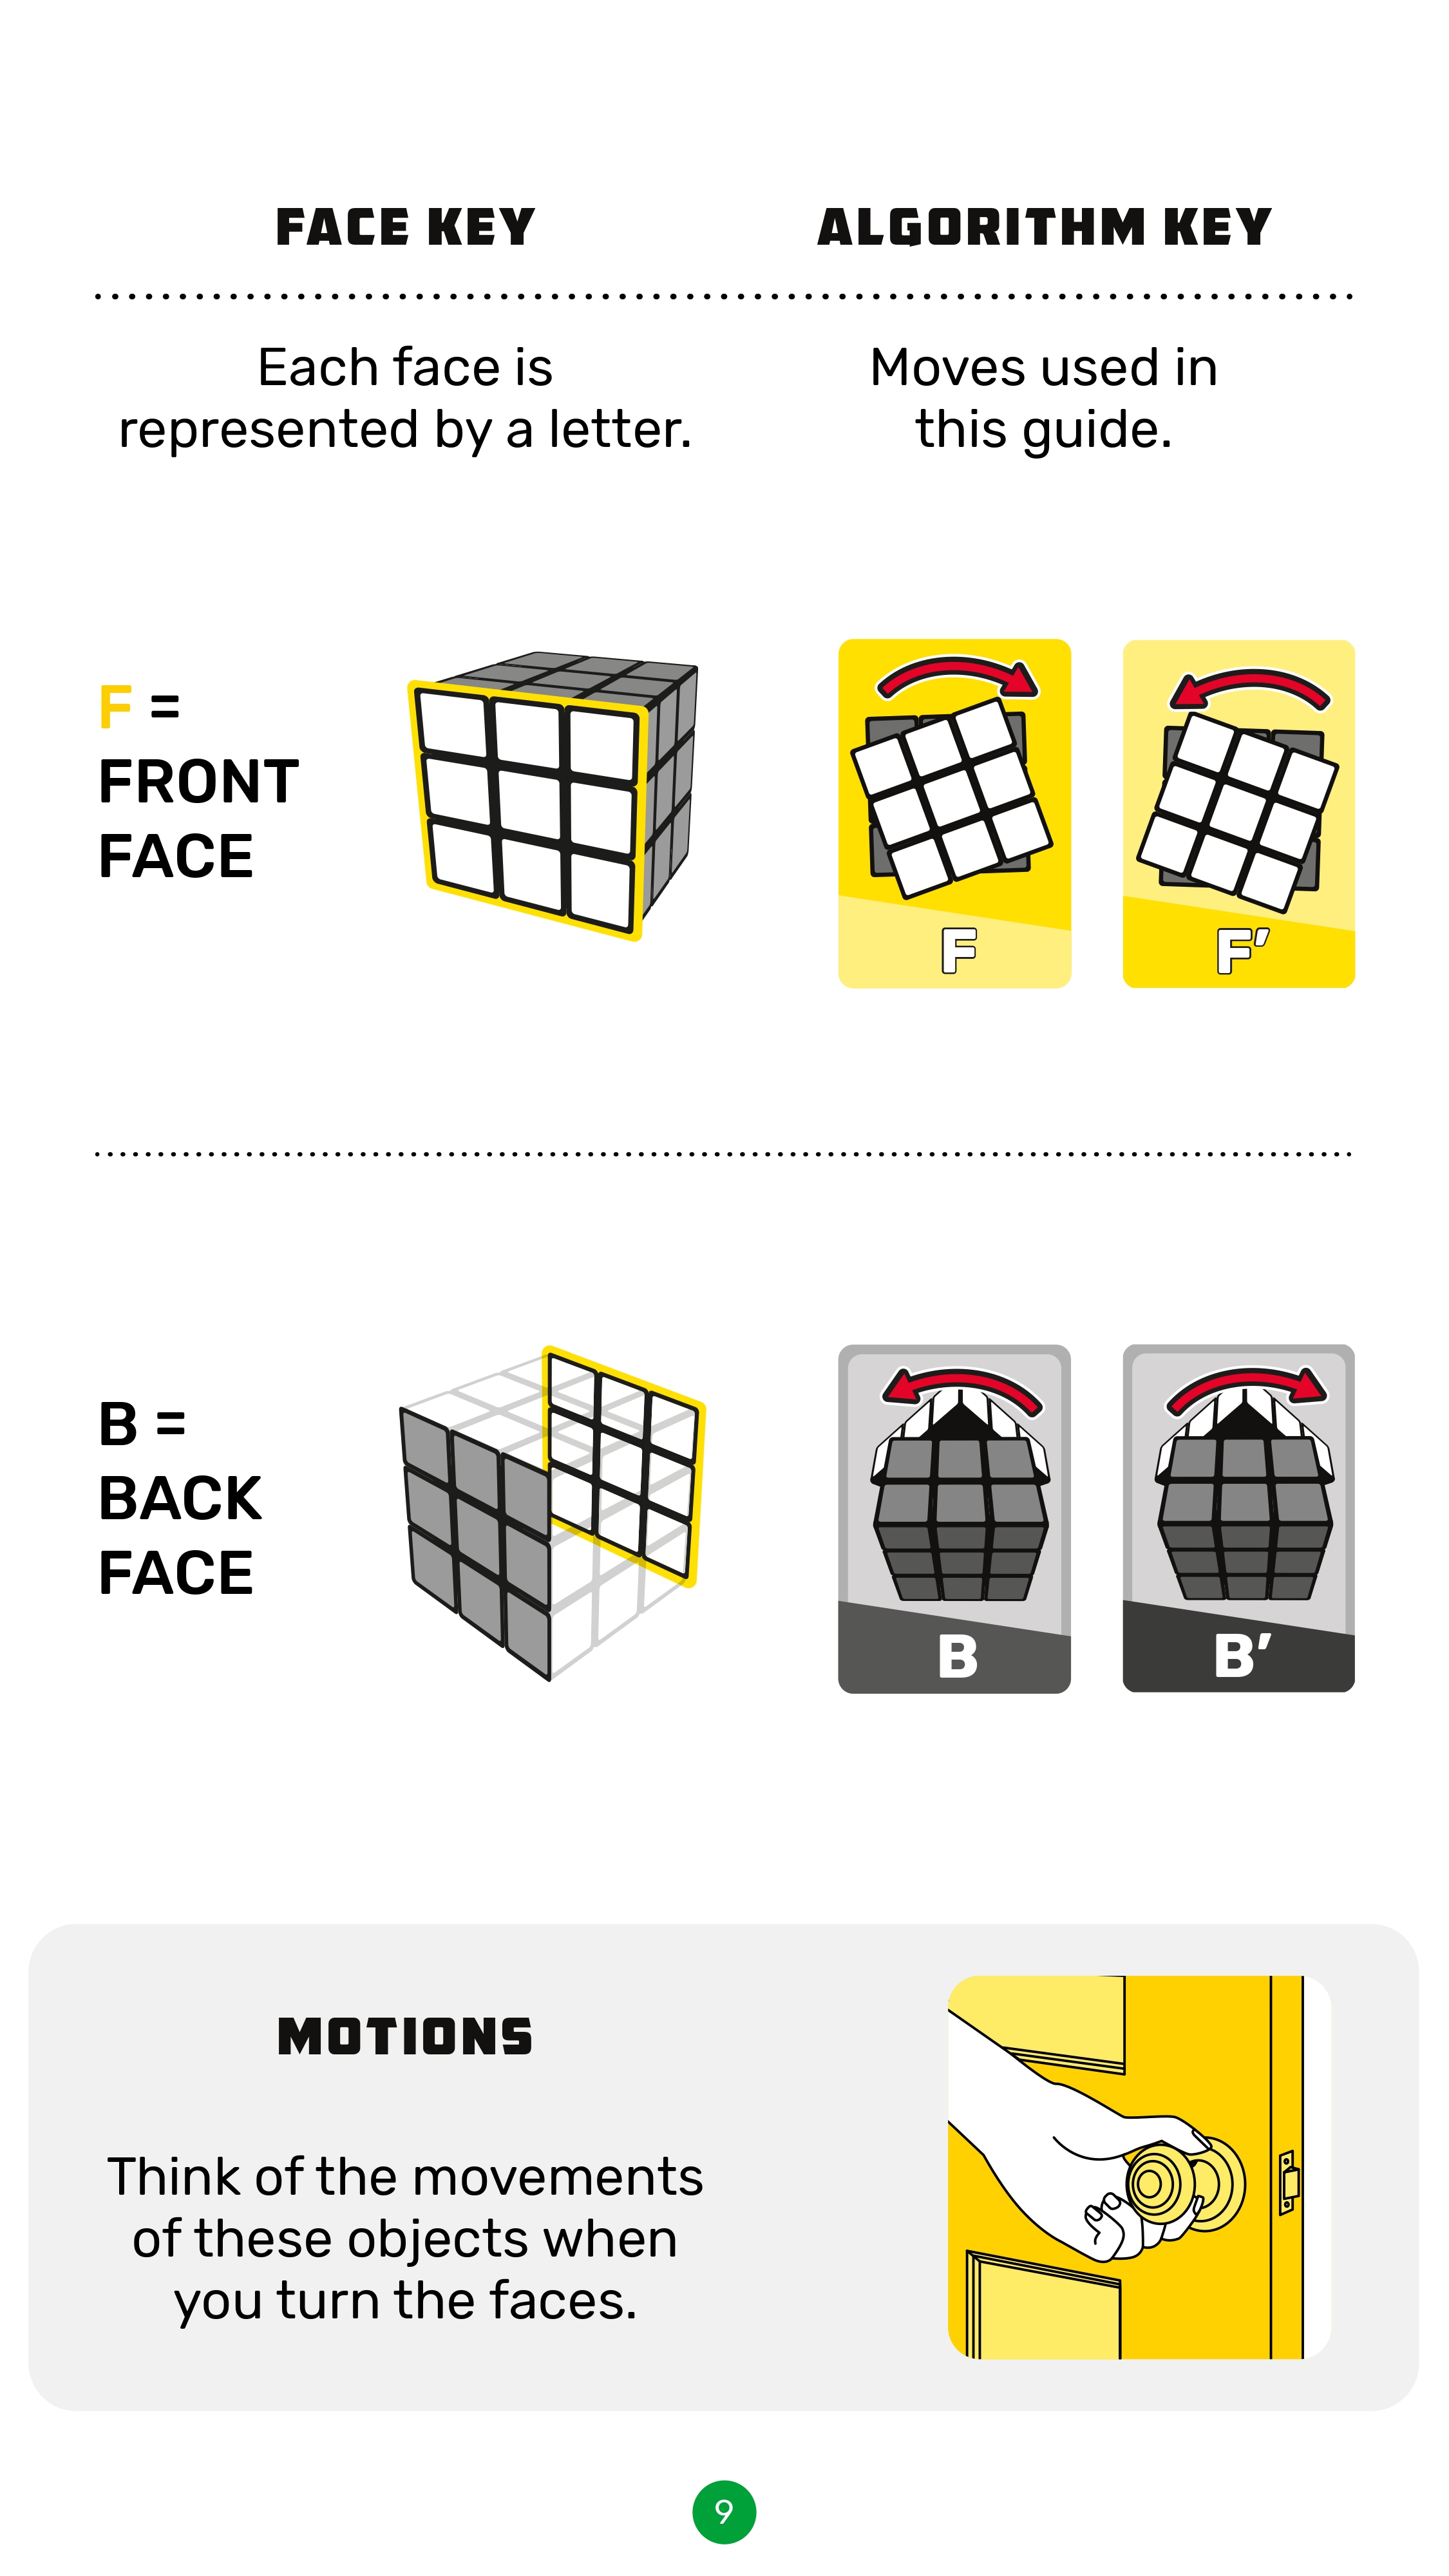 FACE KEY
ALGORITHM KEY
Each face is
represented by a letter.
Moves used in
this guide.
F =
FRONT
FACE
F
F’
B =
BACK
FACE
B
B’
MOTIONS
Think of the movements
of these objects when
you turn the faces.
9